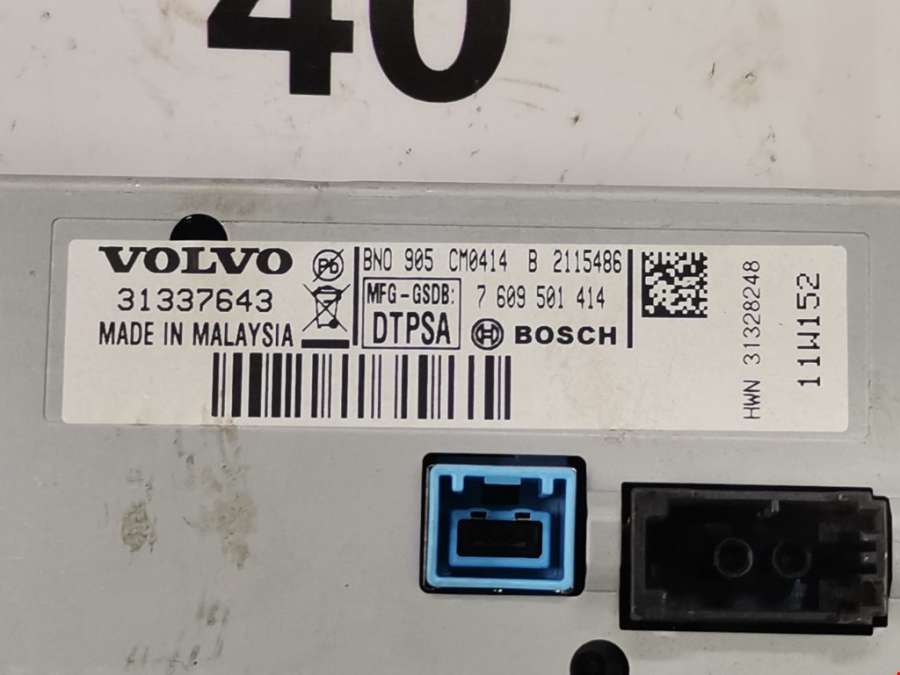 40
VOLVO
31337643
MADE IN MALAYSIA
Pb
BNO 905 CM0414 B 2115486
MFG-GSDB:
DTPSA
7 609 501 414
BOSCH
HWN 31328248
11W152